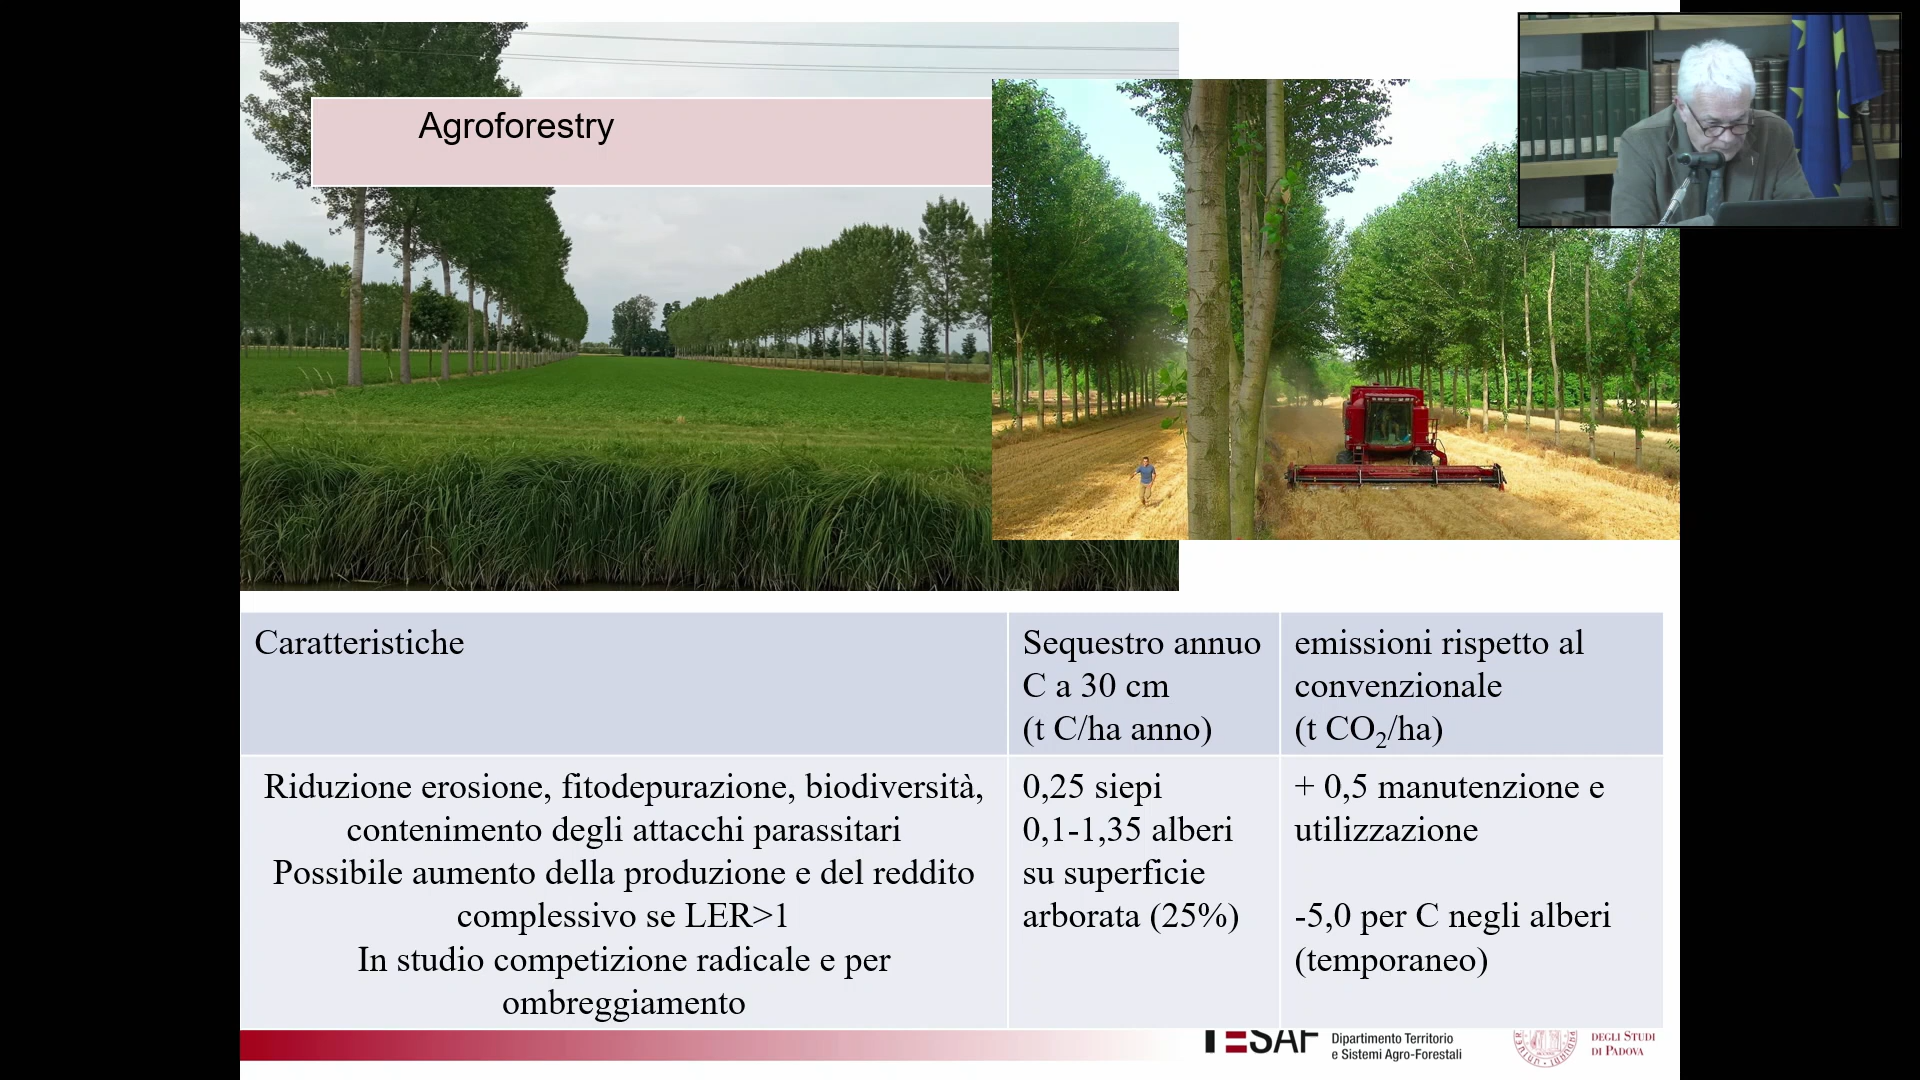 Agroforestry
Caratteristiche
Sequestro annuo
C a 30 cm
(t C/ha anno)
emissioni rispetto al
convenzionale
(t CO₂/ha)
Riduzione erosione, fitodepurazione, biodiversità,
contenimento degli attacchi parassitari
Possibile aumento della produzione e del reddito
complessivo se LER>1
In studio competizione radicale e per
ombreggiamento
0,25 siepi
0,1-1,35 alberi
su superficie
arborata (25%)
+ 0,5 manutenzione e
utilizzazione
-5,0 per C negli alberi
(temporaneo)
TESAF
Dipartimento Territorio
e Sistemi Agro-Forestali
DEGLI STUDI
DI PADOVA